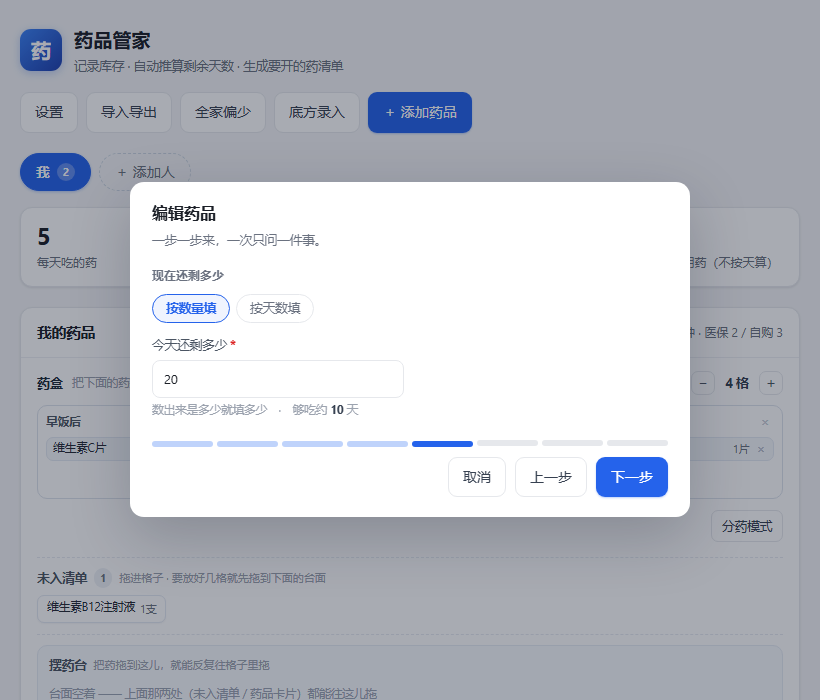 药
药品管家
记录库存 · 自动推算剩余天数 · 生成要开的药清单
设置
导入导出
全家偏少
底方录入
+ 添加药品
我 2
+ 添加人
5
每天吃的药
药（不按天算）
我的药品
· 医保 2 / 自购 3
药盒 把下面的药
− 4 格 +
早饭后 ×
维生素C片
1片 ×
分药模式
未入清单 1 拖进格子 · 要放好几格就先拖到下面的台面
维生素B12注射液 1支
摆药台 把药拖到这儿，就能反复往格子里拖
台面空着 —— 上面那两处（未入清单 / 药品卡片）都能往这儿拖
编辑药品
一步一步来，一次只问一件事。
现在还剩多少
按数量填
按天数填
今天还剩多少 *
20
数出来是多少就填多少 · 够吃约 10 天
取消
上一步
下一步